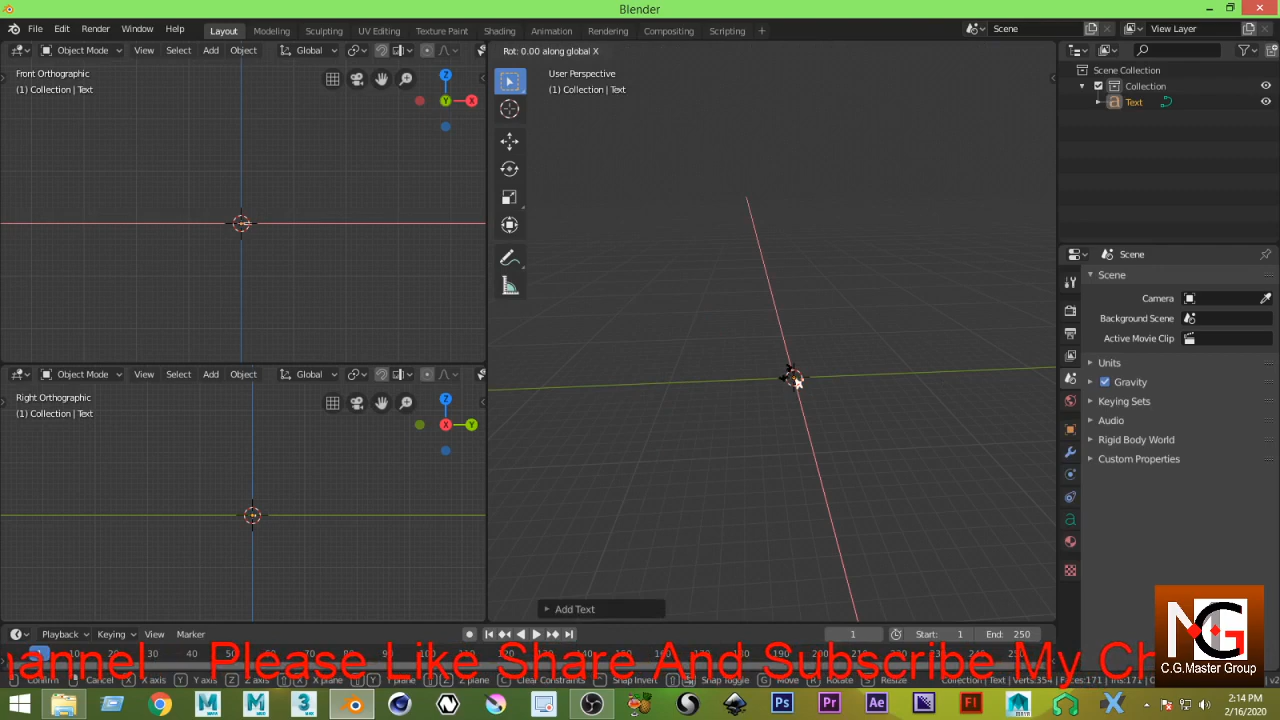 Blender
File Edit Render Window Help Layout Modeling Sculpting UV Editing Texture Paint Shading Animation Rendering Compositing Scripting + Scene View Layer
Object Mode View Select Add Object Global
Rot: 0.00 along global X
Front Orthographic
(1) Collection | Text
Z
Y X
User Perspective
(1) Collection | Text
Scene Collection
Collection
Text
Object Mode View Select Add Object Global
Right Orthographic
(1) Collection | Text
Z
X Y
Add Text
Scene
Scene
Camera
Background Scene
Active Movie Clip
Units
Gravity
Keying Sets
Audio
Rigid Body World
Custom Properties
Playback Keying View Marker 1 Start: 1 End: 250
hannel Please Like Share And Subscribe My Ch
NG
C.G.Master Group
Confirm Cancel X axis Y axis Z axis X plane Y plane Z plane Clear Constraints Snap Invert Snap Toggle Move Rotate Resize Collection | Text | Verts:354 | Faces:171
2:14 PM
2/16/2020